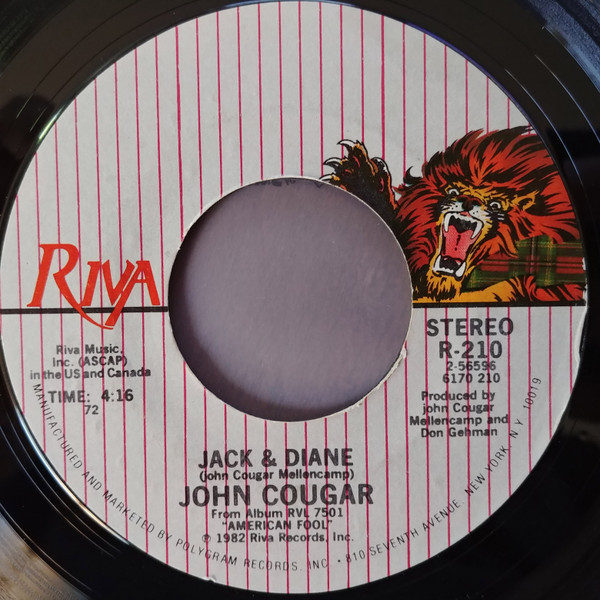 RIVA
STEREO
R-210
2-56596
6170 210
Riva Music,
Inc. (ASCAP)
in the US and Canada
TIME: 4:16
72
Produced by
John Cougar
Mellencamp and
Don Gehman
JACK & DIANE
(John Cougar Mellencamp)
JOHN COUGAR
From Album RVL 7501
"AMERICAN FOOL"
℗ 1982 Riva Records, Inc.
MANUFACTURED AND MARKETED BY POLYGRAM RECORDS, INC. • 810 SEVENTH AVENUE, NEW YORK, N.Y. 10019